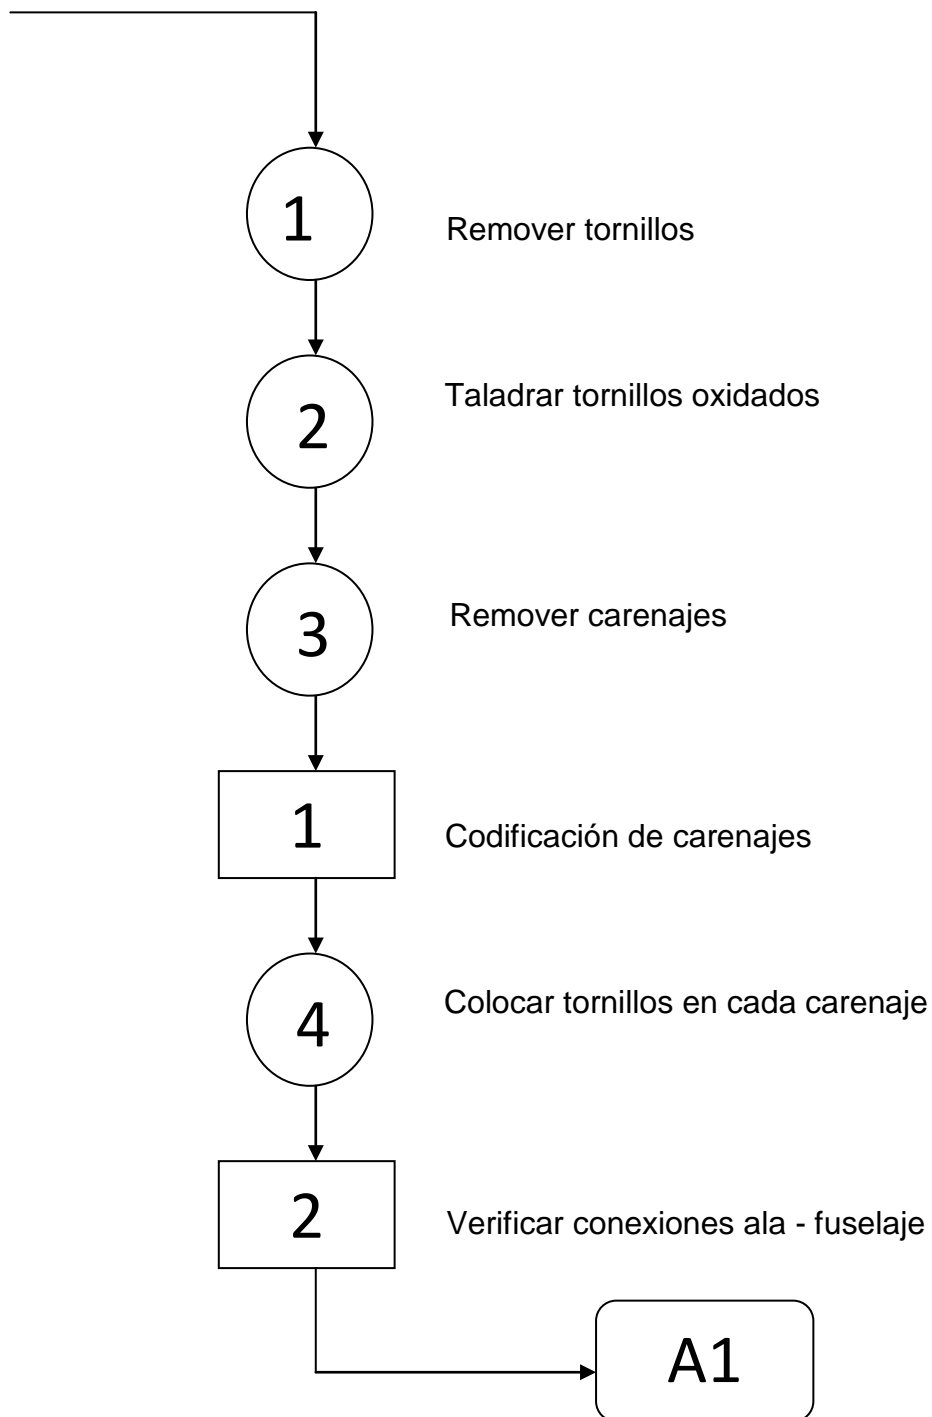 1
Remover tornillos
2
Taladrar tornillos oxidados
3
Remover carenajes
1
Codificación de carenajes
4
Colocar tornillos en cada carenaje
2
Verificar conexiones ala - fuselaje
A1